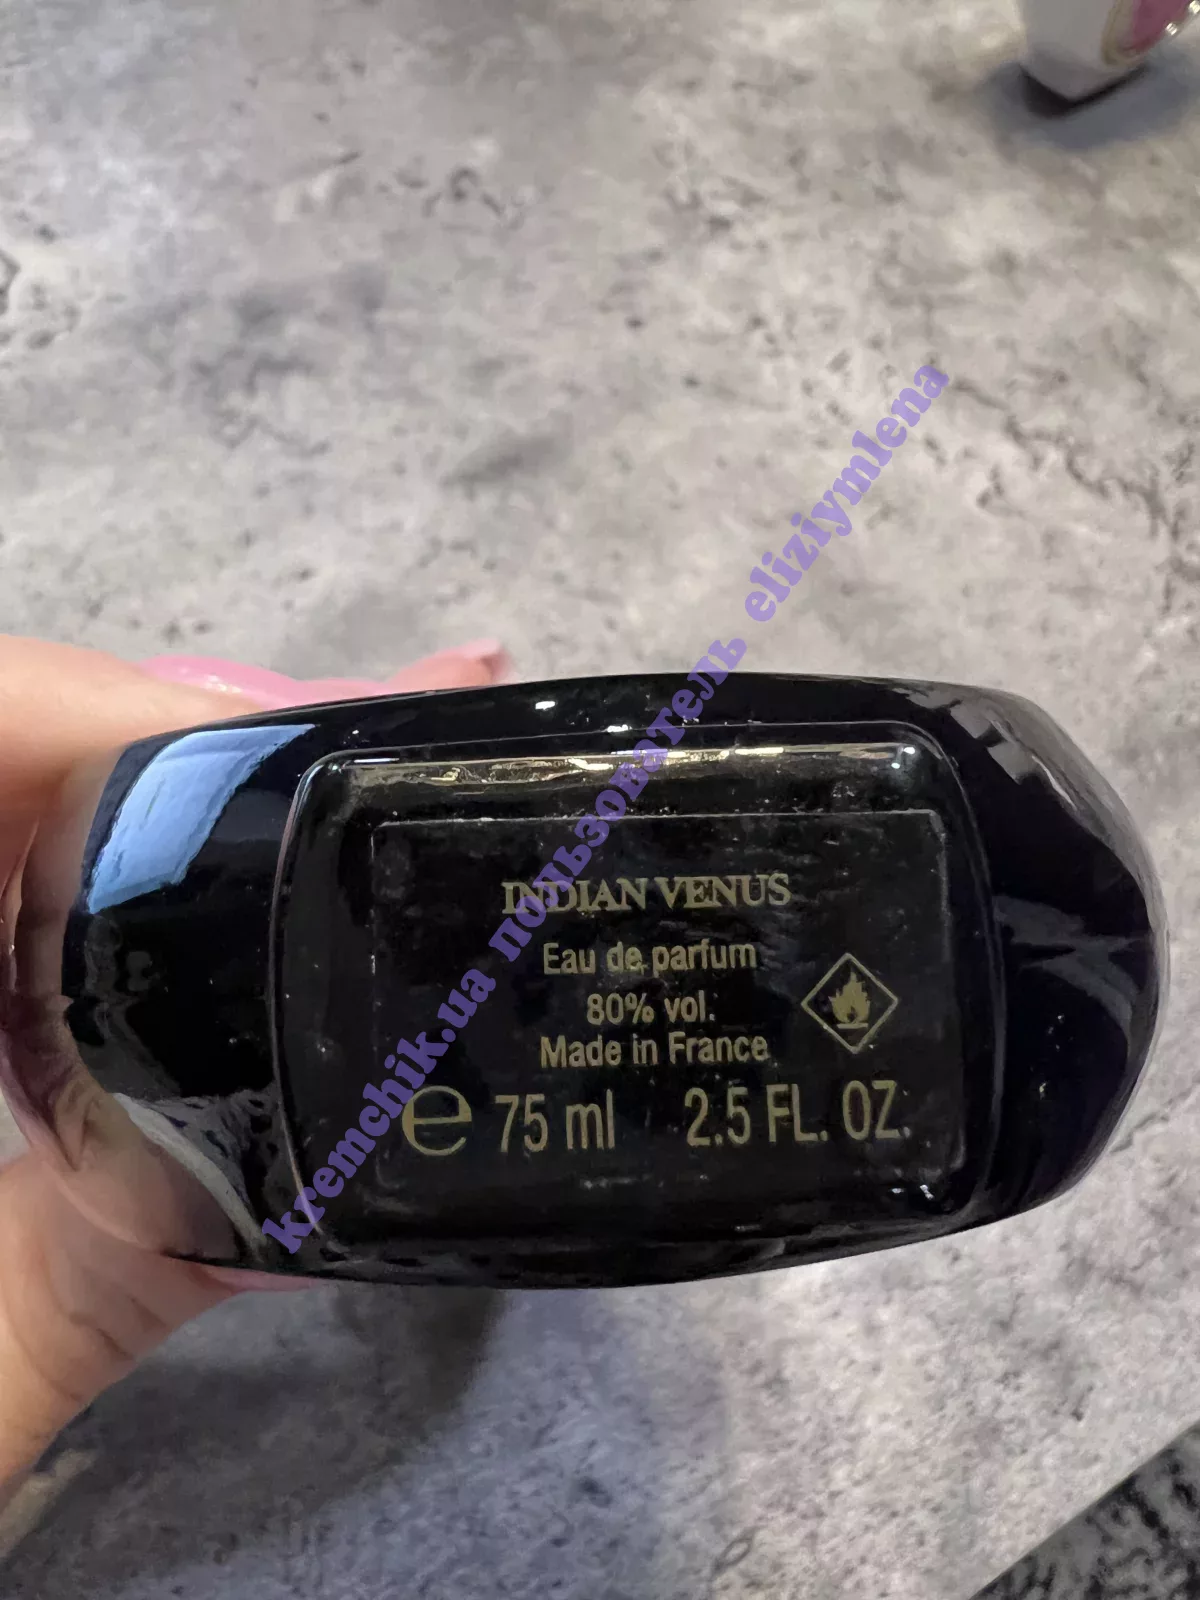 INDIAN VENUS
Eau de parfum
80% vol.
Made in France
e 75 ml 2.5 FL. OZ.
kremchik.ua пользователь eliziymlena